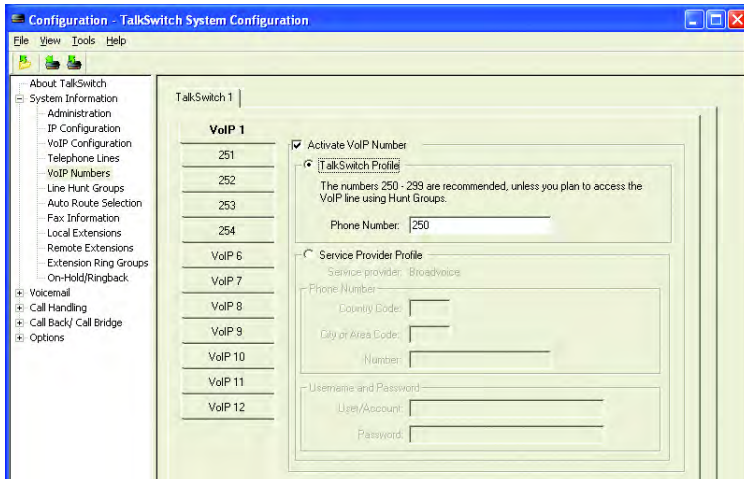 Configuration - TalkSwitch System Configuration
File View Tools Help
About TalkSwitch
System Information
Administration
IP Configuration
VoIP Configuration
Telephone Lines
VoIP Numbers
Line Hunt Groups
Auto Route Selection
Fax Information
Local Extensions
Remote Extensions
Extension Ring Groups
On-Hold/Ringback
Voicemail
Call Handling
Call Back/ Call Bridge
Options
TalkSwitch 1
VoIP 1
251
252
253
254
VoIP 6
VoIP 7
VoIP 8
VoIP 9
VoIP 10
VoIP 11
VoIP 12
Activate VoIP Number
TalkSwitch Profile
The numbers 250 - 299 are recommended, unless you plan to access the
VoIP line using Hunt Groups.
Phone Number: 250
Service Provider Profile
Service provider: Broadvoice
Phone Number
Country Code:
City or Area Code:
Number:
Username and Password
User/Account:
Password: